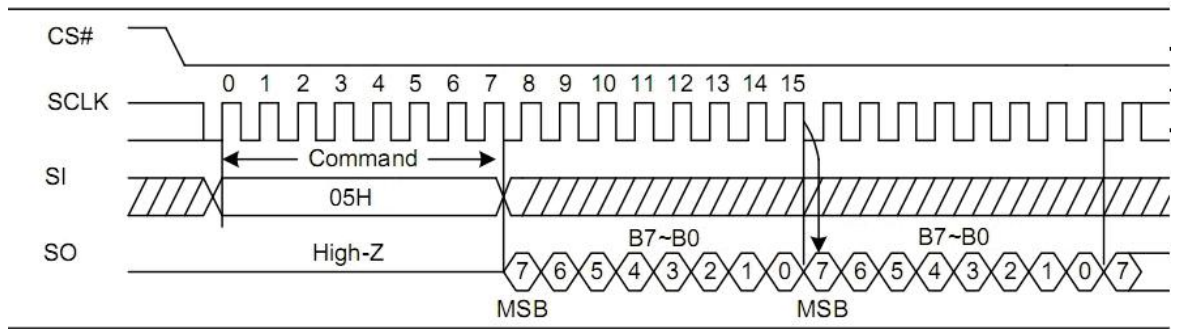 CS#
0 1 2 3 4 5 6 7 8 9 10 11 12 13 14 15
SCLK
Command
SI
05H
B7~B0 B7~B0
SO High-Z
7 6 5 4 3 2 1 0 7 6 5 4 3 2 1 0 7
MSB MSB